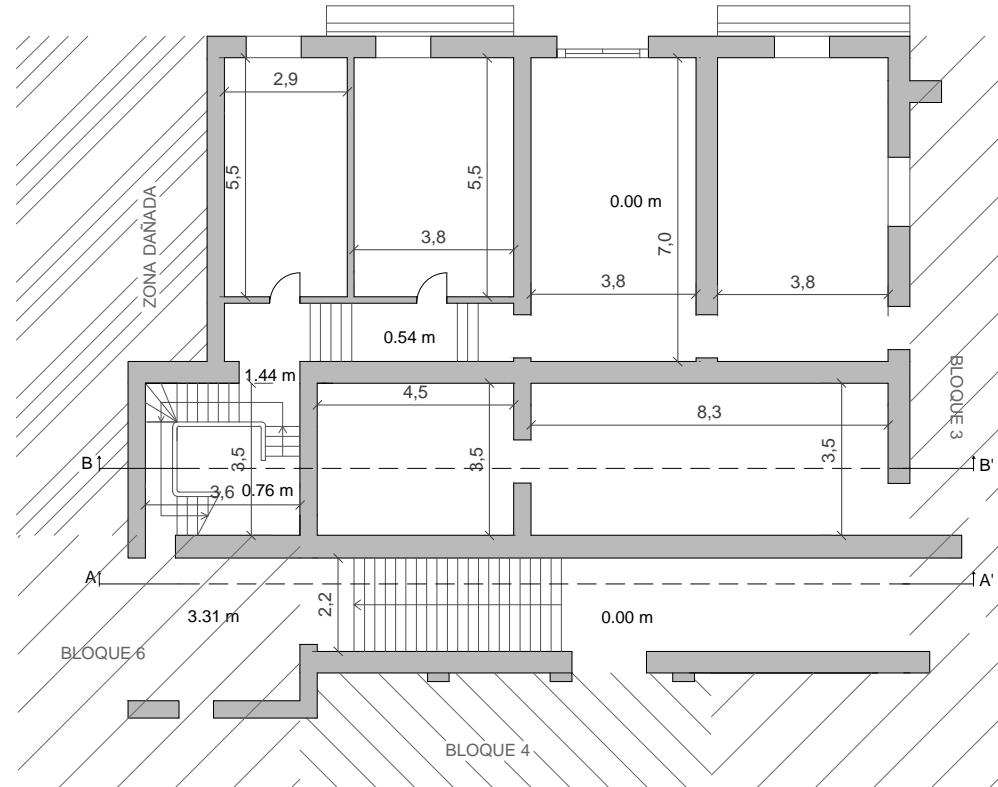 2,9
5,5
5,5
ZONA DAÑADA
0.00 m
3,8
7,0
3,8
3,8
0.54 m
1.44 m
4,5
8,3
BLOQUE 3
B
3,5
3,5
3,5
B'
3,6
0.76 m
A
A'
2,2
3.31 m
0.00 m
BLOQUE 6
BLOQUE 4